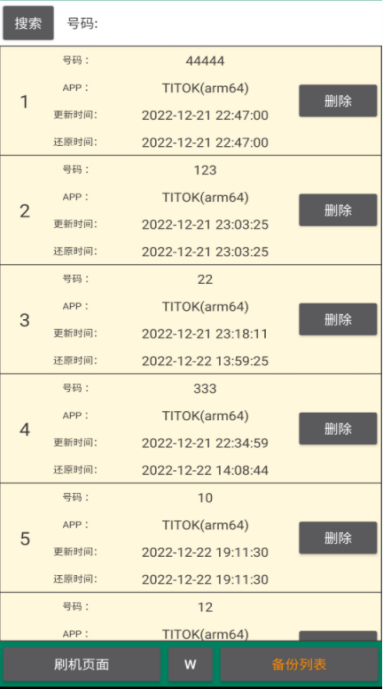 搜索 号码:
号码： 44444
APP： TITOK(arm64)
1 删除
更新时间: 2022-12-21 22:47:00
还原时间: 2022-12-21 22:47:00
号码： 123
APP： TITOK(arm64)
2 删除
更新时间: 2022-12-21 23:03:25
还原时间: 2022-12-21 23:03:25
号码： 22
APP： TITOK(arm64)
3 删除
更新时间: 2022-12-21 23:18:11
还原时间: 2022-12-22 13:59:25
号码： 333
APP： TITOK(arm64)
4 删除
更新时间: 2022-12-21 22:34:59
还原时间: 2022-12-22 14:08:44
号码： 10
APP： TITOK(arm64)
5 删除
更新时间: 2022-12-22 19:11:30
还原时间: 2022-12-22 19:11:30
号码： 12
APP： TITOK(arm64)
刷机页面 W 备份列表